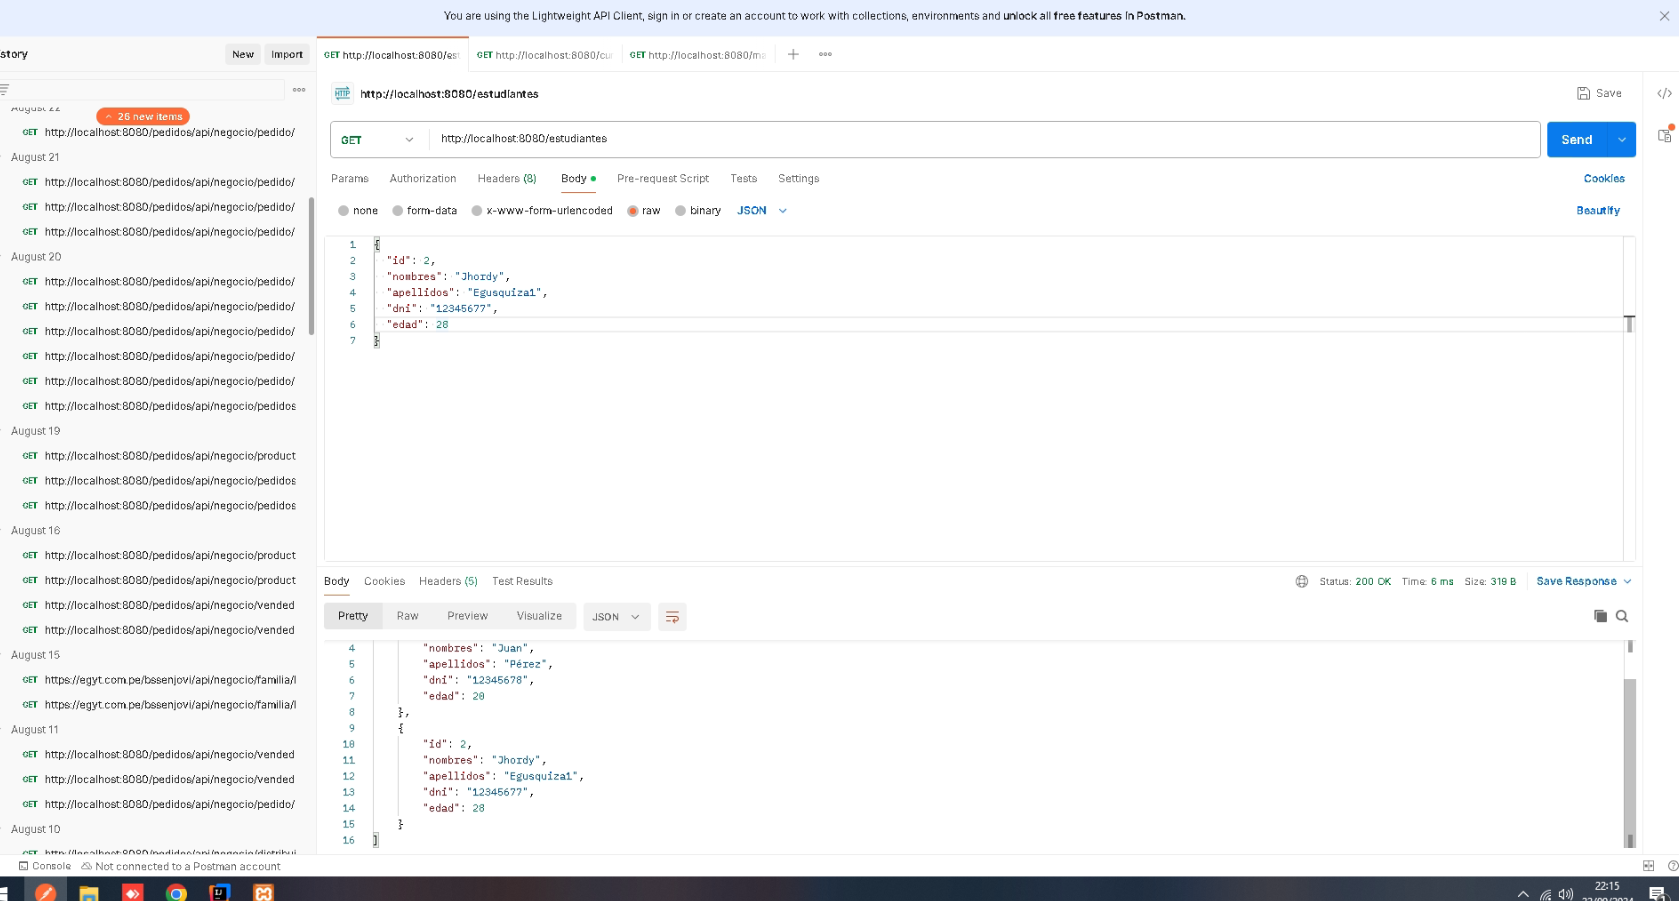 You are using the Lightweight API Client, sign in or create an account to work with collections, environments and unlock all free features in Postman.
story
New
Import
August 22
26 new items
GET http://localhost:8080/pedidos/api/negocio/pedido/
August 21
GET http://localhost:8080/pedidos/api/negocio/pedido/
GET http://localhost:8080/pedidos/api/negocio/pedido/
GET http://localhost:8080/pedidos/api/negocio/pedido/
August 20
GET http://localhost:8080/pedidos/api/negocio/pedido/
GET http://localhost:8080/pedidos/api/negocio/pedido/
GET http://localhost:8080/pedidos/api/negocio/pedido/
GET http://localhost:8080/pedidos/api/negocio/pedido/
GET http://localhost:8080/pedidos/api/negocio/pedido/
GET http://localhost:8080/pedidos/api/negocio/pedidos
August 19
GET http://localhost:8080/pedidos/api/negocio/product
GET http://localhost:8080/pedidos/api/negocio/pedidos
GET http://localhost:8080/pedidos/api/negocio/pedidos
August 16
GET http://localhost:8080/pedidos/api/negocio/product
GET http://localhost:8080/pedidos/api/negocio/product
GET http://localhost:8080/pedidos/api/negocio/vended
GET http://localhost:8080/pedidos/api/negocio/vended
August 15
GET https://egyt.com.pe/bssenjovi/api/negocio/familia/l
GET https://egyt.com.pe/bssenjovi/api/negocio/familia/l
August 11
GET http://localhost:8080/pedidos/api/negocio/vended
GET http://localhost:8080/pedidos/api/negocio/vended
GET http://localhost:8080/pedidos/api/negocio/pedido/
August 10
GET http://localhost:8080/pedidos/api/negocio/distribui
GET http://localhost:8080/est
GET http://localhost:8080/cu
GET http://localhost:8080/ma
HTTP http://localhost:8080/estudiantes
Save
GET http://localhost:8080/estudiantes
Send
Params Authorization Headers (8) Body Pre-request Script Tests Settings
Cookies
none form-data x-www-form-urlencoded raw binary JSON
Beautify
1 {
2 "id": 2,
3 "nombres": "Jhordy",
4 "apellidos": "Egusquiza1",
5 "dni": "12345677",
6 "edad": 28
7 }
Body Cookies Headers (5) Test Results
Status: 200 OK Time: 6 ms Size: 319 B
Save Response
Pretty Raw Preview Visualize JSON
4 "nombres": "Juan",
5 "apellidos": "Pérez",
6 "dni": "12345678",
7 "edad": 20
8 },
9 {
10 "id": 2,
11 "nombres": "Jhordy",
12 "apellidos": "Egusquiza1",
13 "dni": "12345677",
14 "edad": 28
15 }
16 ]
Console Not connected to a Postman account
22:15